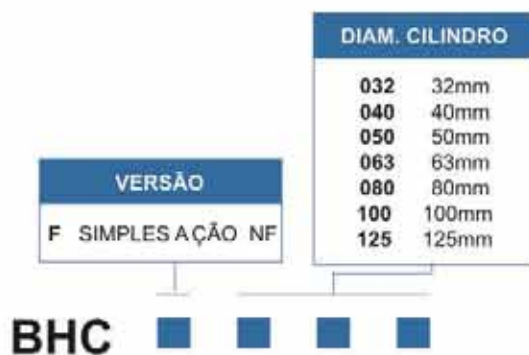 DIAM. CILINDRO
032 32mm
040 40mm
050 50mm
063 63mm
080 80mm
100 100mm
125 125mm
VERSÃO
F SIMPLES AÇÃO NF
BHC